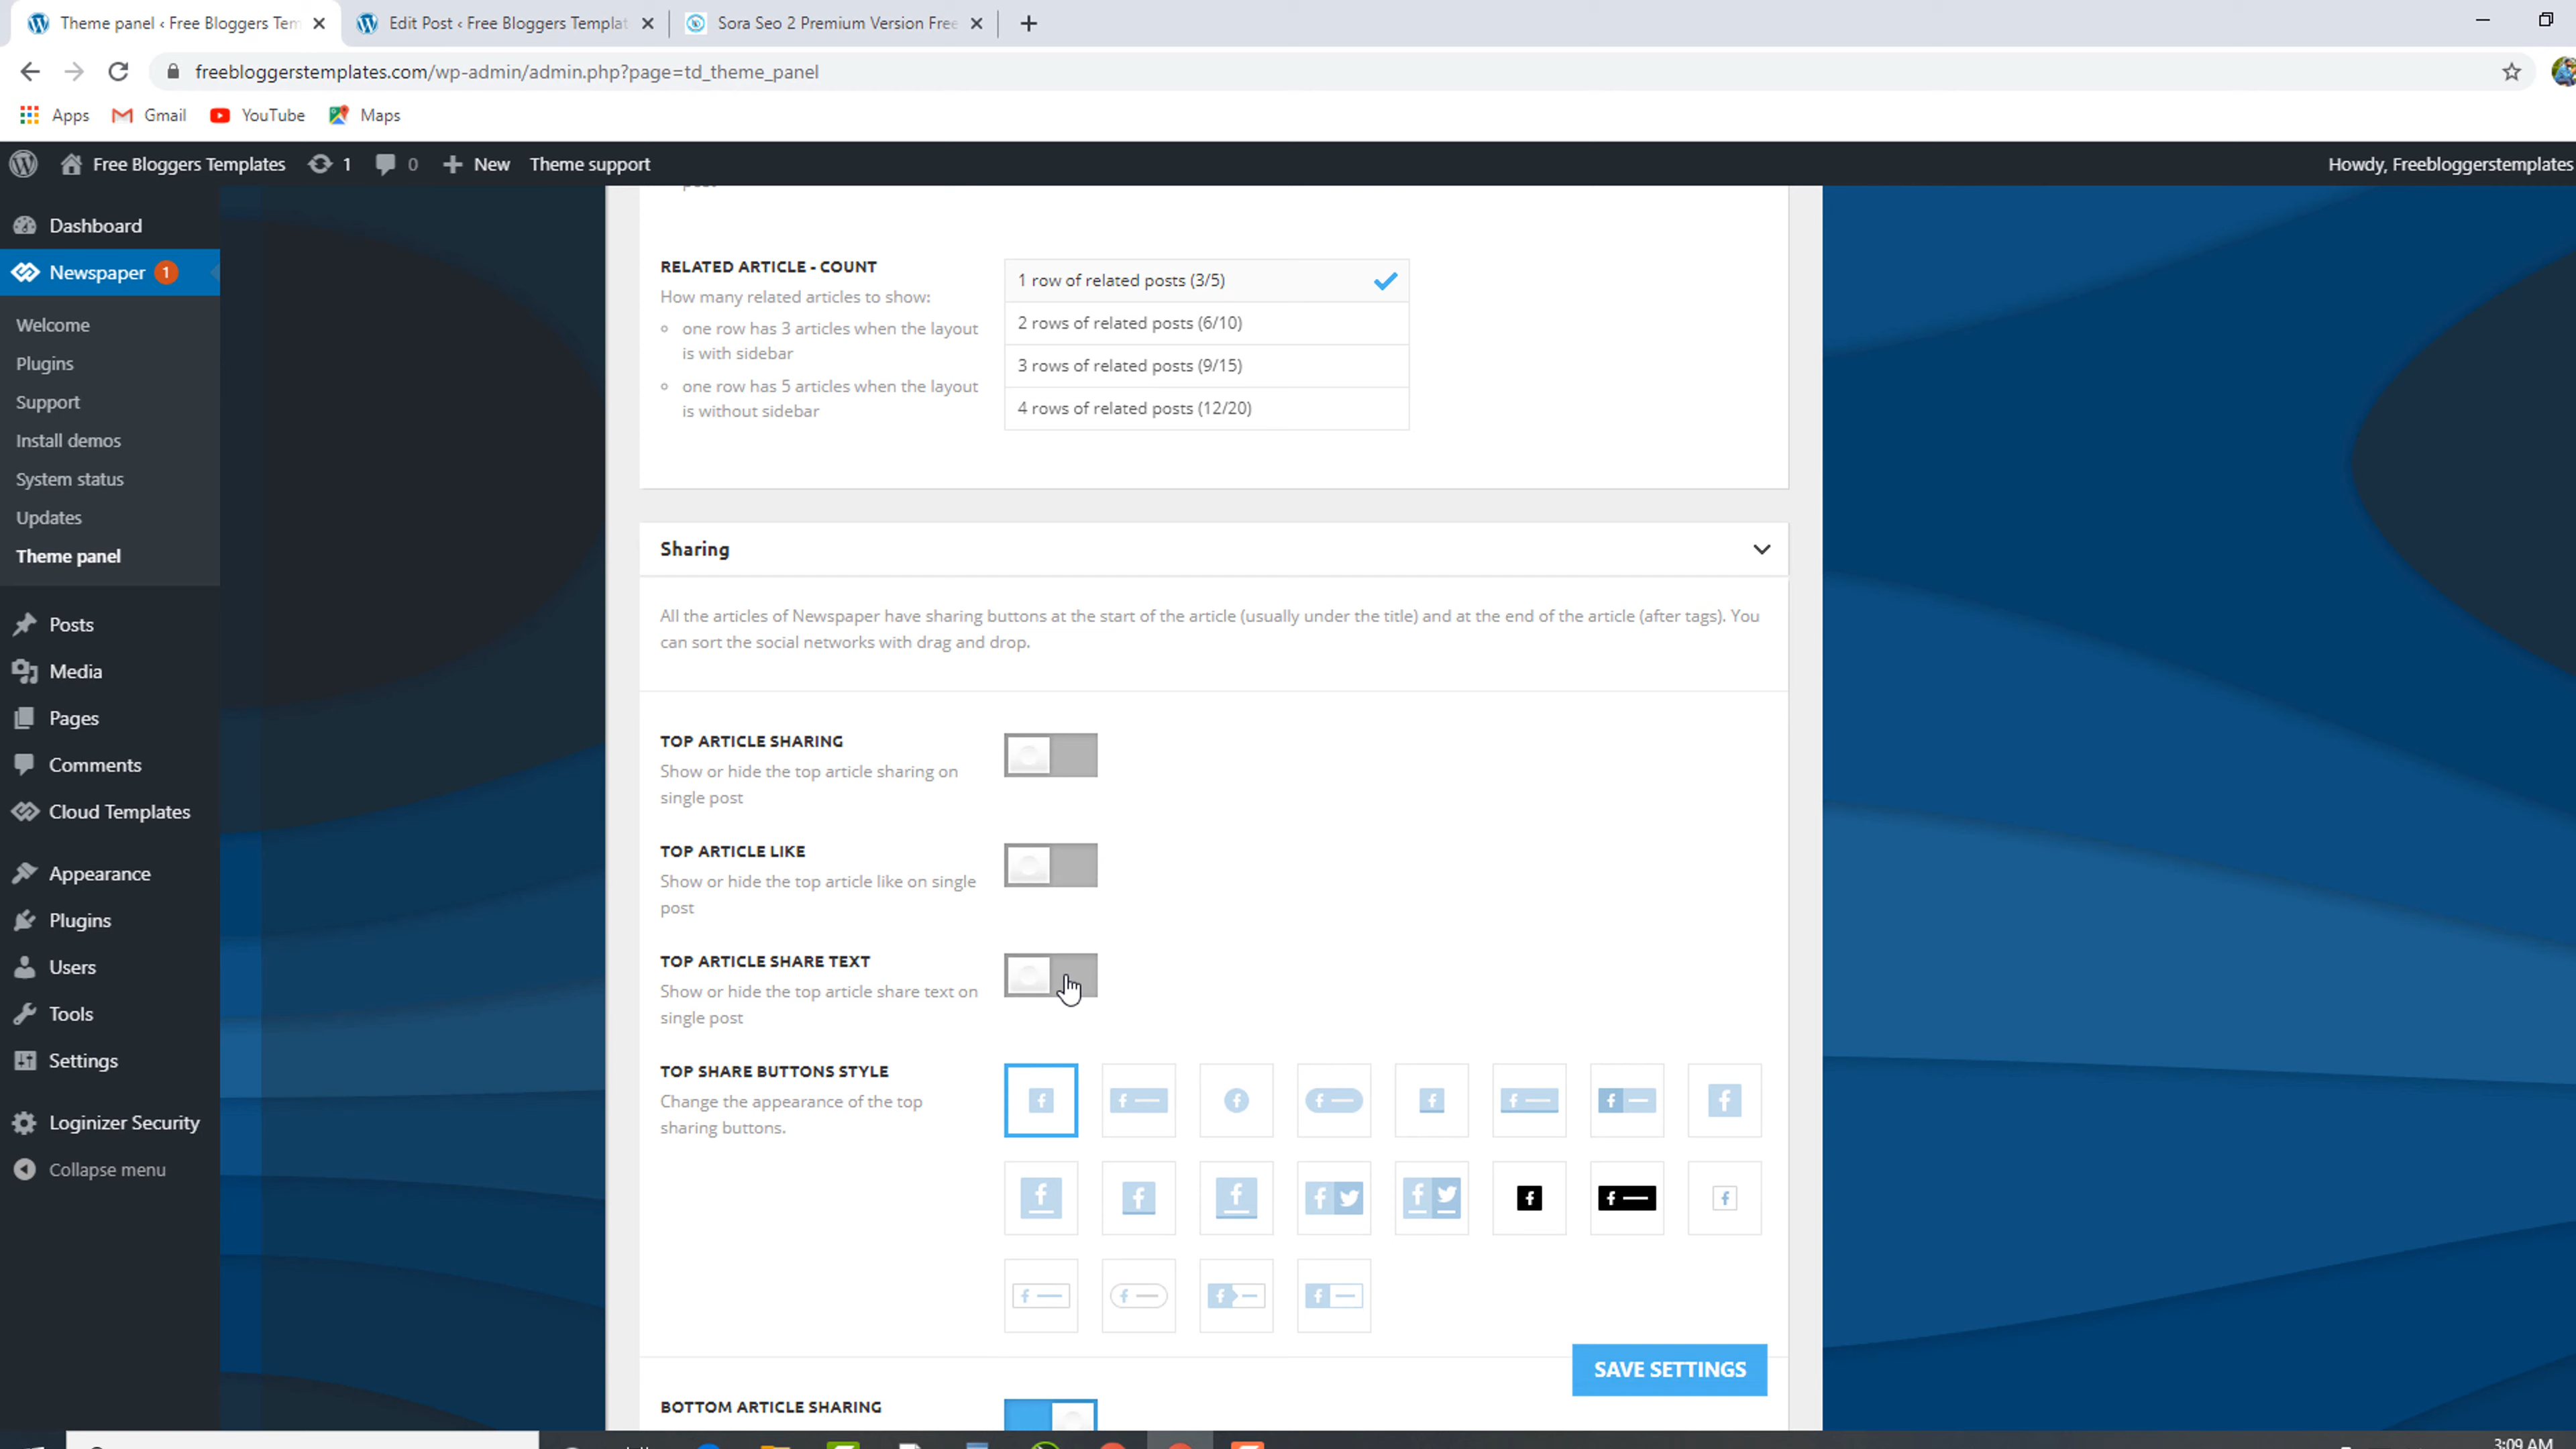 Theme panel ‹ Free Bloggers Tem
Edit Post ‹ Free Bloggers Templat
Sora Seo 2 Premium Version Free
freebloggerstemplates.com/wp-admin/admin.php?page=td_theme_panel
Apps
Gmail
YouTube
Maps
Free Bloggers Templates
1
0
New
Theme support
Howdy, Freebloggerstemplates
Dashboard
Newspaper 1
Welcome
Plugins
Support
Install demos
System status
Updates
Theme panel
Posts
Media
Pages
Comments
Cloud Templates
Appearance
Plugins
Users
Tools
Settings
Loginizer Security
Collapse menu
post
RELATED ARTICLE - COUNT
How many related articles to show:
one row has 3 articles when the layout
is with sidebar
one row has 5 articles when the layout
is without sidebar
1 row of related posts (3/5)
2 rows of related posts (6/10)
3 rows of related posts (9/15)
4 rows of related posts (12/20)
Sharing
All the articles of Newspaper have sharing buttons at the start of the article (usually under the title) and at the end of the article (after tags). You
can sort the social networks with drag and drop.
TOP ARTICLE SHARING
Show or hide the top article sharing on
single post
TOP ARTICLE LIKE
Show or hide the top article like on single
post
TOP ARTICLE SHARE TEXT
Show or hide the top article share text on
single post
TOP SHARE BUTTONS STYLE
Change the appearance of the top
sharing buttons.
SAVE SETTINGS
BOTTOM ARTICLE SHARING
3:09 AM